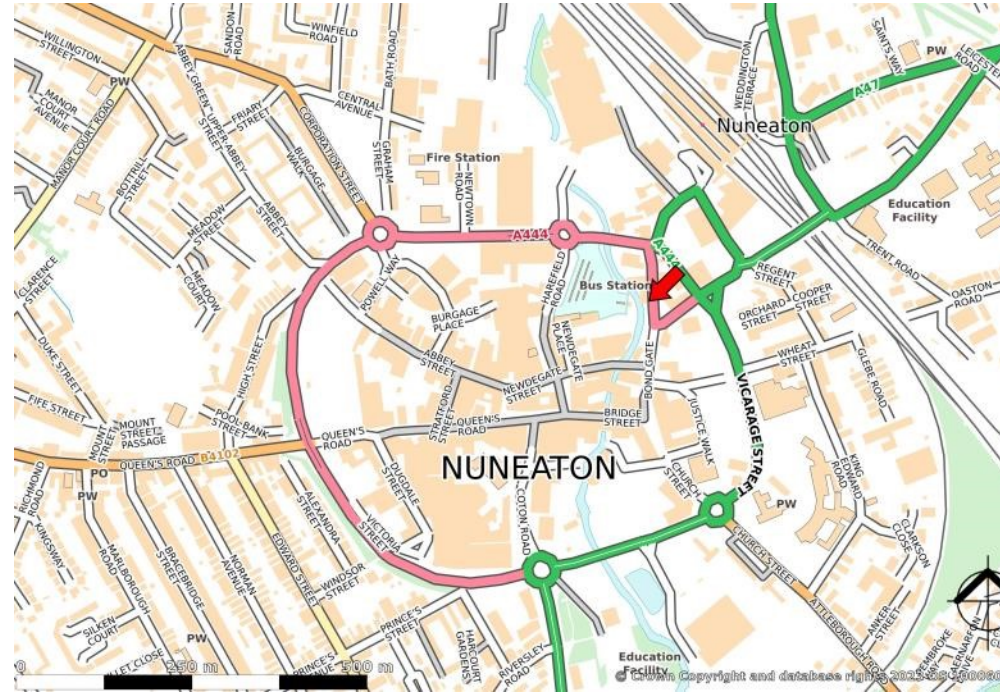 WILLINGTON
STREET
SANDON
ROAD
WINFIELD
ROAD
BATH ROAD
WEDDINGTON
TERRACE
SAINTS WAY
PW
LEICESTER
ROAD
A47
PW
MANOR
COURT
AVENUE
MANOR COURT ROAD
ABBEY GREEN
UPPER ABBEY
STREET
FRIARY
STREET
BURGAGE
WALK
CENTRAL
AVENUE
CORPORATION STREET
GRAHAM
STREET
Fire Station
NEWTOWN
ROAD
Nuneaton
BOTTRILL
STREET
MEADOW
STREET
ABBEY
STREET
MEADOW
COURT
A444
A444
Education
Facility
TRENT ROAD
OASTON
ROAD
CLARENCE
STREET
POWELL WAY
HAREFIELD
ROAD
Bus Station
REGENT
STREET
ORCHARD
STREET
COOPER
STREET
BURGAGE
PLACE
NEWDEGATE
PLACE
BOND GATE
DUKE STREET
HIGH STREET
ABBEY
STREET
NEWDEGATE
STREET
WHEAT
STREET
GLEBE ROAD
FIFE STREET
MOUNT
STREET
MOUNT
STREET
PASSAGE
POOL-BANK
STREET
STRATFORD
STREET
QUEEN'S
ROAD
BRIDGE
STREET
JUSTICE WALK
VICARAGE STREET
QUEEN'S
ROAD
QUEEN'S ROAD
B4102
PO
PW
RICHMOND
ROAD
KINGSWAY
DUGDALE
STREET
NUNEATON
CHURCH
STREET
KING
EDWARD
ROAD
PW
COTON ROAD
ALEXANDRA
STREET
VICTORIA
STREET
CLARKSON
CLOSE
CHURCH STREET
MARLBOROUGH
ROAD
BRACEBRIDGE
STREET
NORMAN
AVENUE
EDWARD STREET
WINDSOR
STREET
ATTLEBOROUGH ROAD
SILKEN
COURT
PW
PRINCE'S
STREET
PRINCE'S
STREET
HARCOURT
GARDENS
RIVERSLEY
ROAD
Education
Facility
PEMBROKE
0
250 m
500 m
© Crown Copyright and database rights